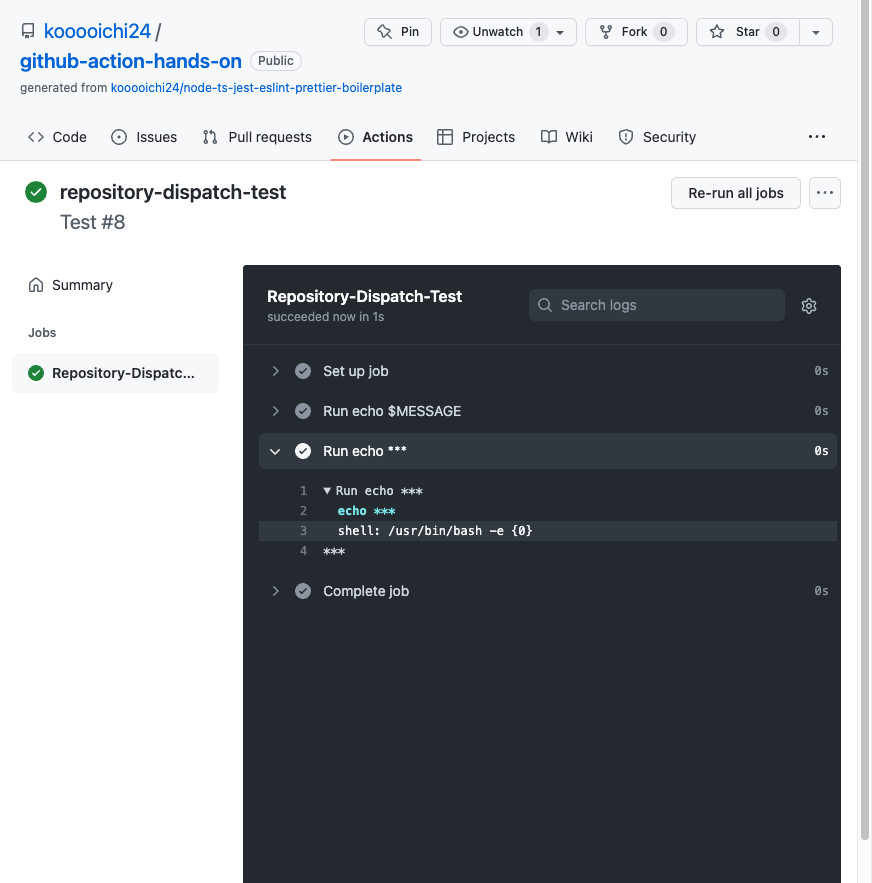 kooooichi24 /
github-action-hands-on Public
generated from kooooichi24/node-ts-jest-eslint-prettier-boilerplate
Pin
Unwatch 1
Fork 0
Star 0
Code
Issues
Pull requests
Actions
Projects
Wiki
Security
...
repository-dispatch-test
Test #8
Re-run all jobs
...
Summary
Jobs
Repository-Dispatc...
Repository-Dispatch-Test
succeeded now in 1s
Search logs
Set up job 0s
Run echo $MESSAGE 0s
Run echo *** 0s
1 ▼ Run echo ***
2 echo ***
3 shell: /usr/bin/bash -e {0}
4 ***
Complete job 0s